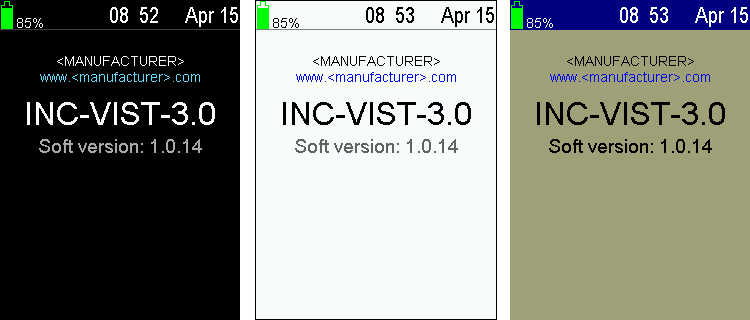 85% 08 52 Apr 15
<MANUFACTURER>
www.<manufacturer>.com
INC-VIST-3.0
Soft version: 1.0.14
85% 08 53 Apr 15
<MANUFACTURER>
www.<manufacturer>.com
INC-VIST-3.0
Soft version: 1.0.14
85% 08 53 Apr 15
<MANUFACTURER>
www.<manufacturer>.com
INC-VIST-3.0
Soft version: 1.0.14